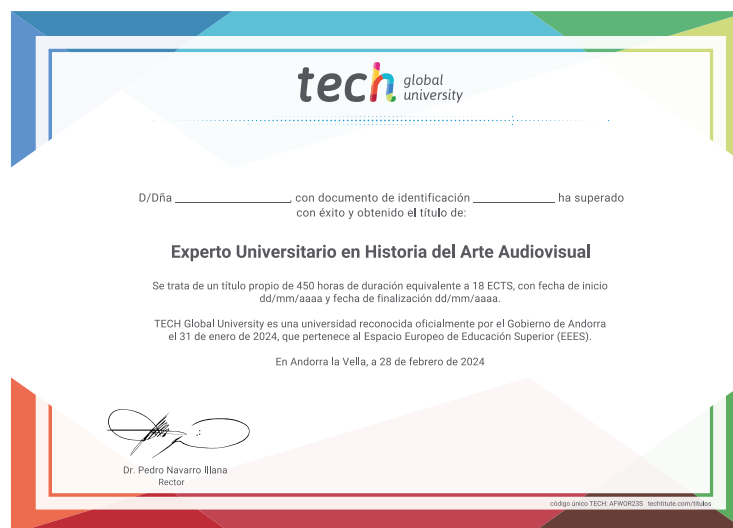 tech global university
D/Dña ____________________, con documento de identificación ______________ ha superado
con éxito y obtenido el título de:
Experto Universitario en Historia del Arte Audiovisual
Se trata de un título propio de 450 horas de duración equivalente a 18 ECTS, con fecha de inicio
dd/mm/aaaa y fecha de finalización dd/mm/aaaa.
TECH Global University es una universidad reconocida oficialmente por el Gobierno de Andorra
el 31 de enero de 2024, que pertenece al Espacio Europeo de Educación Superior (EEES).
En Andorra la Vella, a 28 de febrero de 2024
Dr. Pedro Navarro Illana
Rector
código único TECH: AFWOR23S techtitute.com/titulos